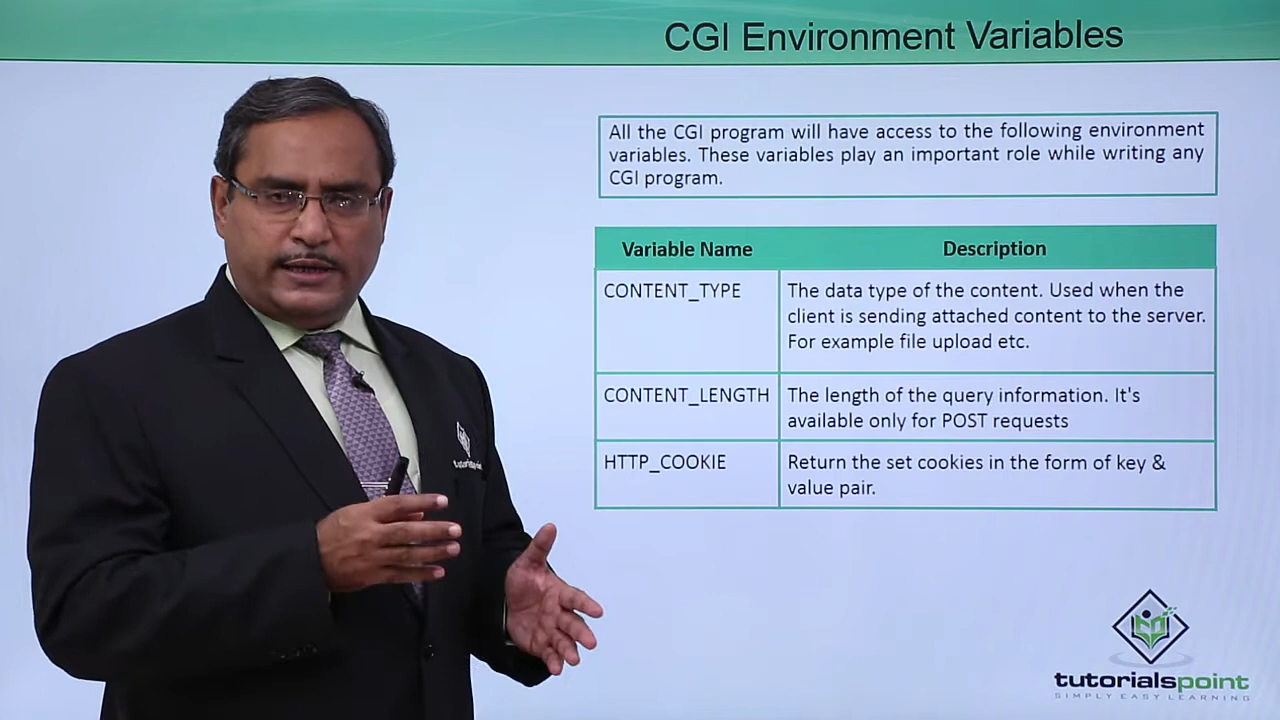 CGI Environment Variables
All the CGI program will have access to the following environment
variables. These variables play an important role while writing any
CGI program.
Variable Name
Description
CONTENT_TYPE
The data type of the content. Used when the
client is sending attached content to the server.
For example file upload etc.
CONTENT_LENGTH
The length of the query information. It's
available only for POST requests
HTTP_COOKIE
Return the set cookies in the form of key &
value pair.
tutorialspoint
tutorialspoint
SIMPLY EASY LEARNING